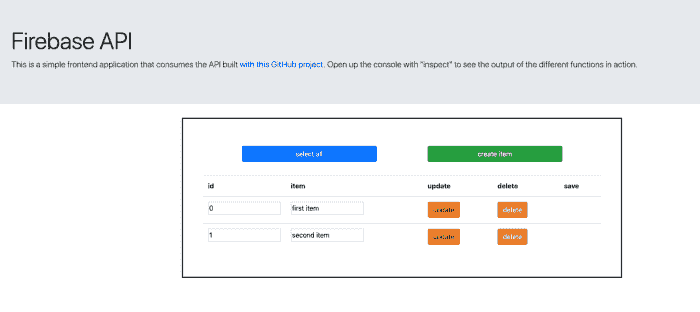 Firebase API
This is a simple frontend application that consumes the API built with this GitHub project. Open up the console with "inspect" to see the output of the different functions in action.
select all create item
id item update delete save
0 first item update delete
1 second item update delete